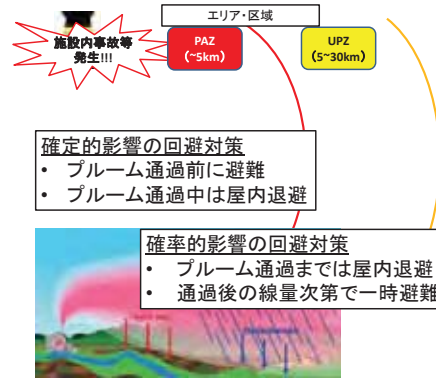 エリア・区域
施設内事故等
発生!!!
PAZ
(~5km)
UPZ
(5~30km)
確定的影響の回避対策
• プルーム通過前に避難
• プルーム通過中は屋内退避
確率的影響の回避対策
• プルーム通過までは屋内退避
• 通過後の線量次第で一時避難